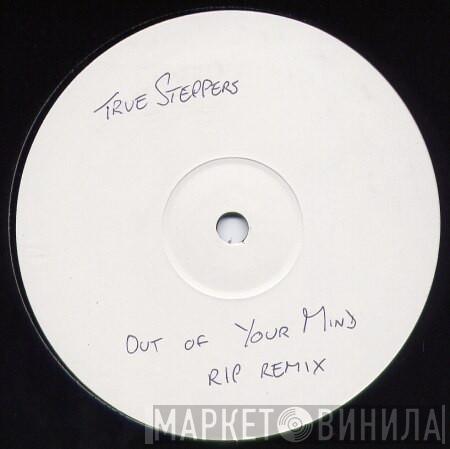 TRUE STEPPERS
OUT OF YOUR MIND
RIP REMIX
МАРКЕТ ВИНИЛА